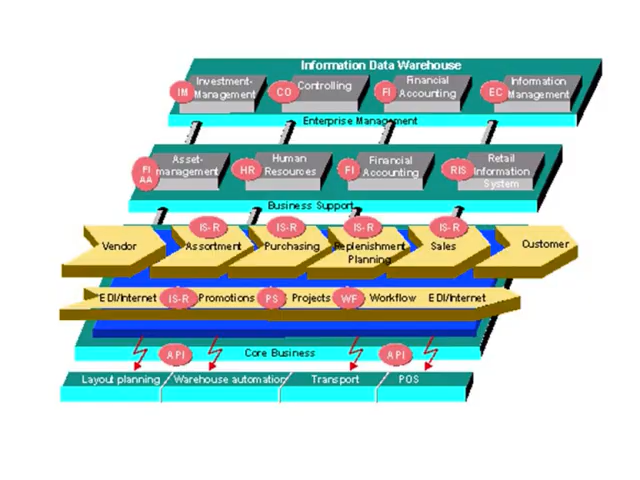 Information Data Warehouse
IM
Investment-
Management
CO
Controlling
FI
Financial
Accounting
EC
Information
Management
Enterprise Management
FI
AA
Asset-
management
HR
Human
Resources
FI
Financial
Accounting
RIS
Retail
Information
System
Business Support
IS-R
IS-R
IS-R
IS-R
Vendor
Assortment
Purchasing
Replenishment
Planning
Sales
Customer
EDI/Internet
IS-R
Promotions
PS
Projects
WF
Workflow
EDI/Internet
API
Core Business
API
Layout planning
Warehouse automation
Transport
POS